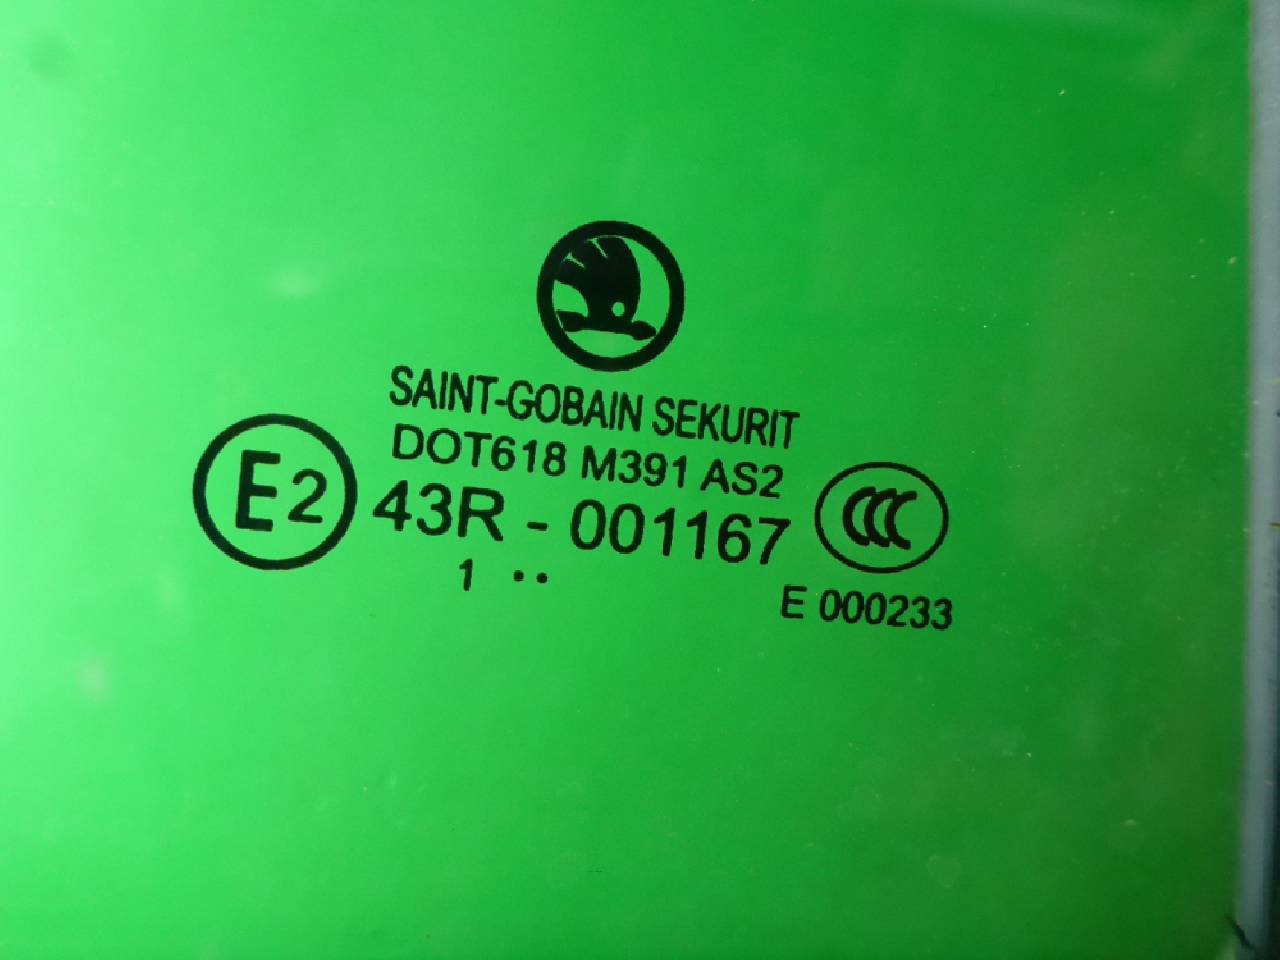 SAINT-GOBAIN SEKURIT
DOT618 M391 AS2
E2 43R - 001167 CCC
1 ..
E 000233